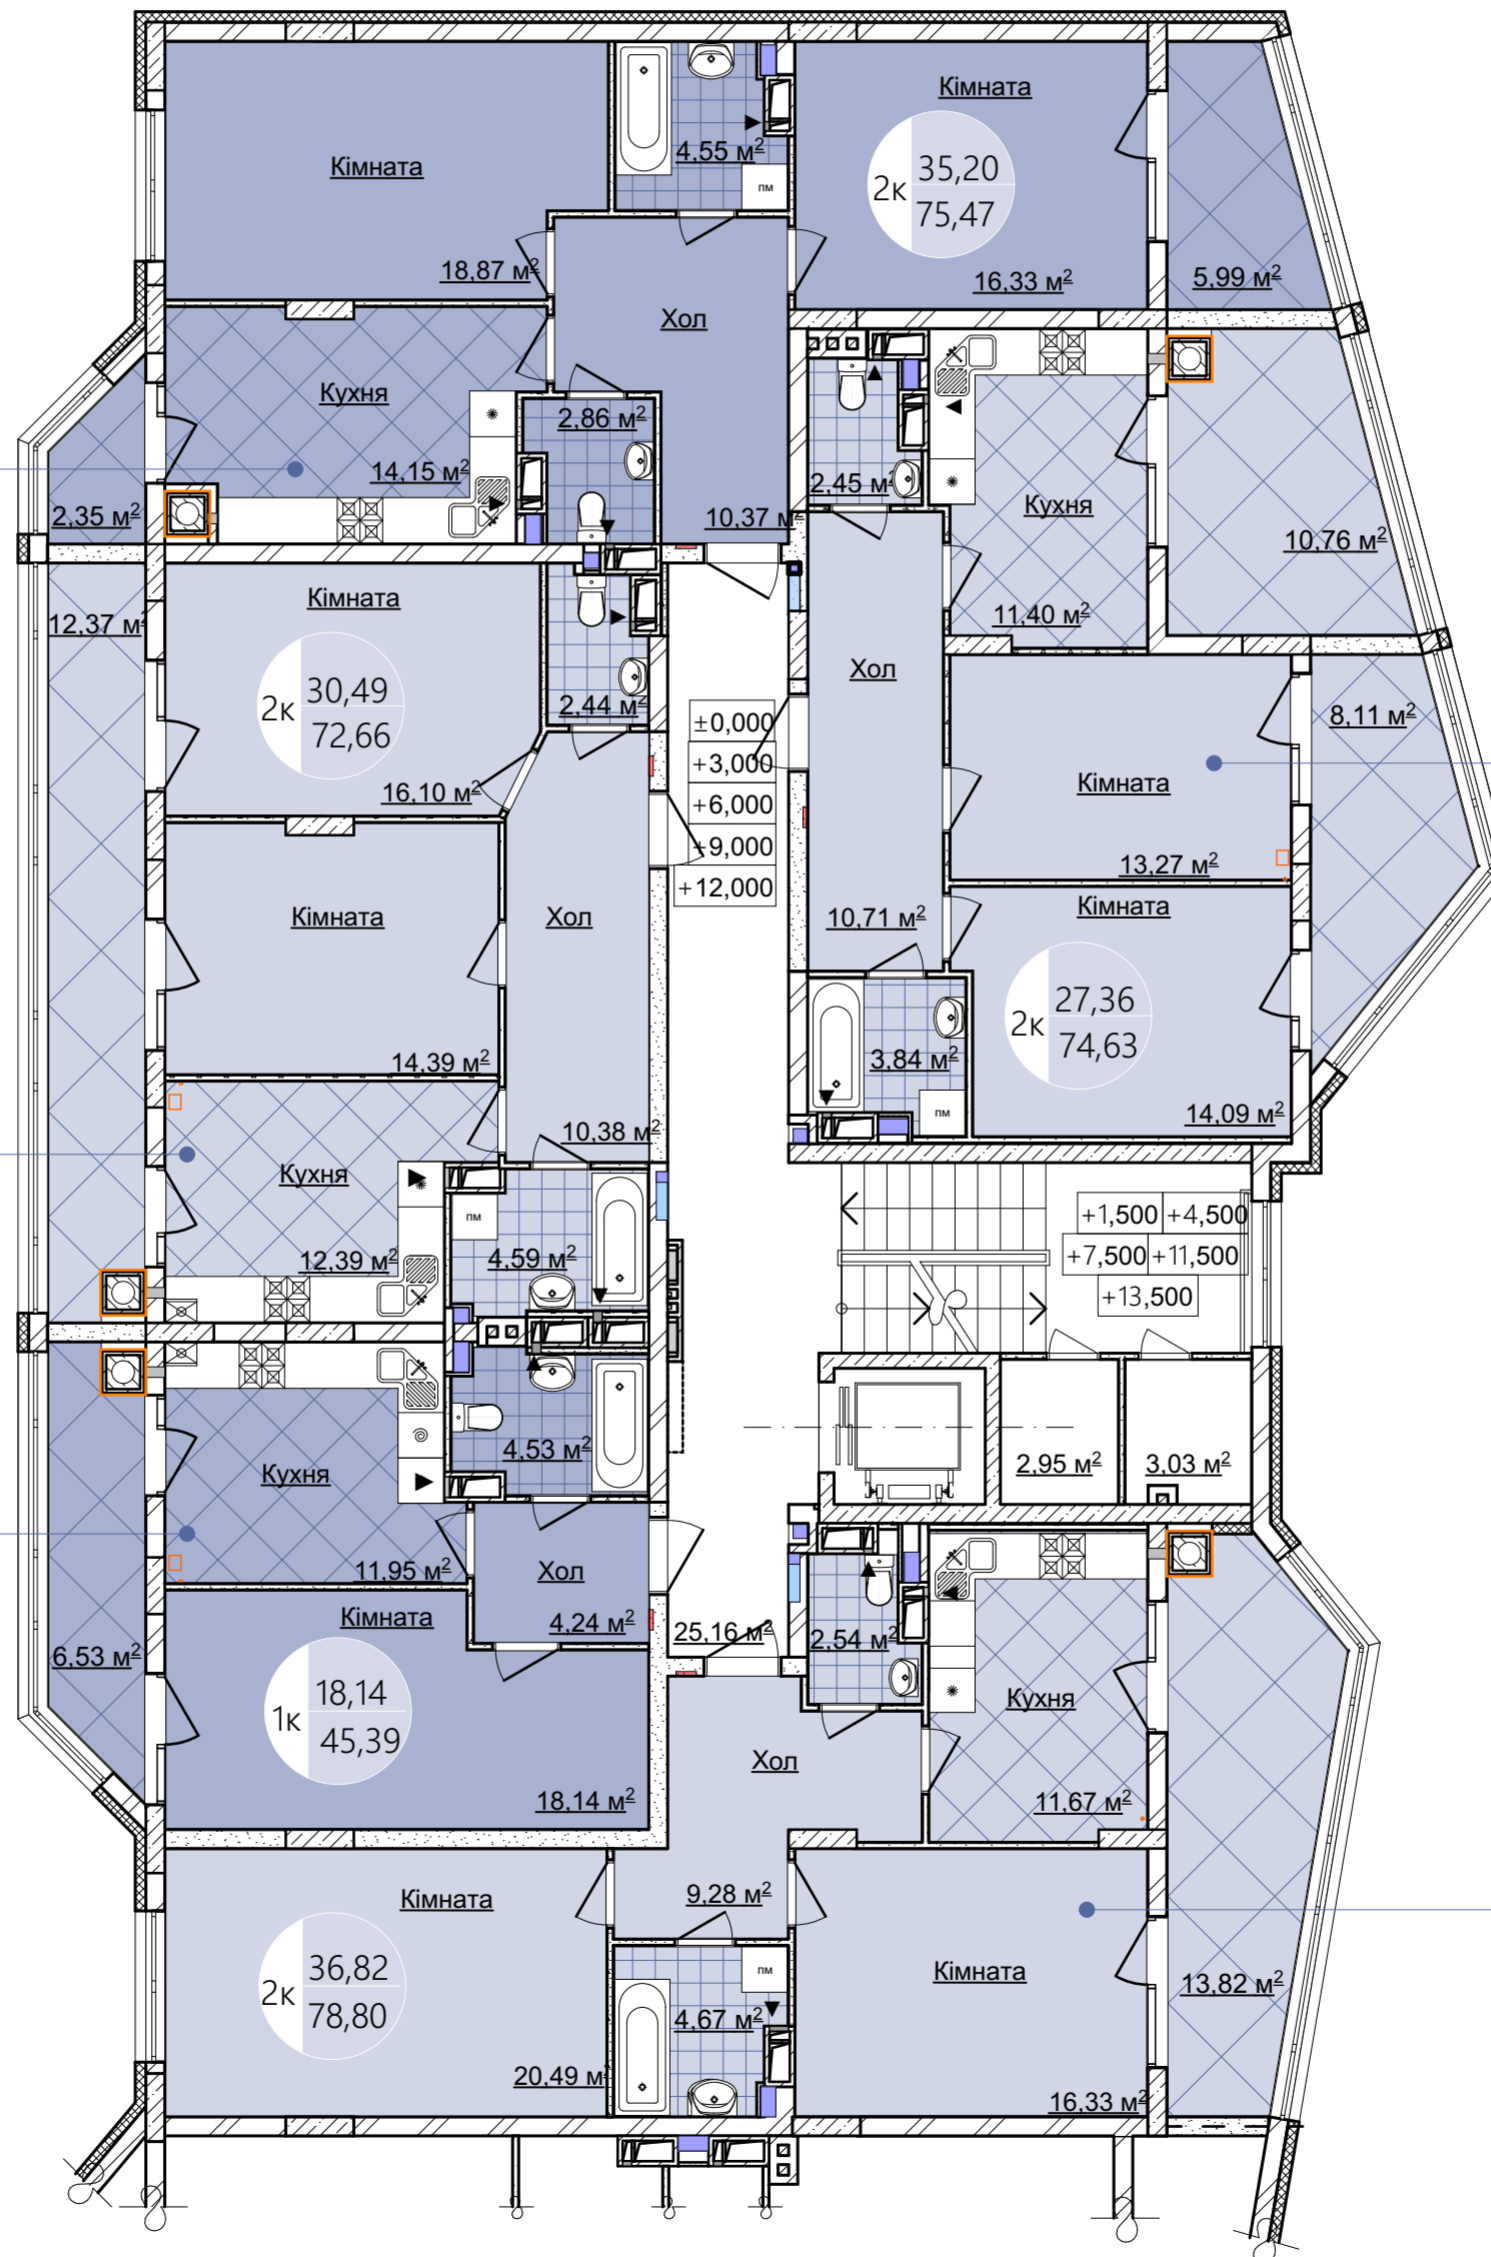 Кімната
18,87 м²
4,55 м²
пм
Кімната
2к 35,20
75,47
16,33 м²
5,99 м²
Хол
10,37 м²
Кухня
14,15 м²
2,86 м²
2,35 м²
2,45 м²
Кухня
11,40 м²
10,76 м²
12,37 м²
Кімната
2к 30,49
72,66
16,10 м²
2,44 м²
±0,000
+3,000
+6,000
+9,000
+12,000
Хол
10,71 м²
Кімната
13,27 м²
8,11 м²
Кімната
14,39 м²
Хол
10,38 м²
Кімната
2к 27,36
74,63
14,09 м²
3,84 м²
пм
Кухня
12,39 м²
пм
4,59 м²
+1,500 +4,500
+7,500 +11,500
+13,500
4,53 м²
Кухня
11,95 м²
6,53 м²
Хол
4,24 м²
2,95 м²
3,03 м²
25,16 м²
Кімната
1к 18,14
45,39
18,14 м²
2,54 м²
Кухня
11,67 м²
Хол
9,28 м²
Кімната
2к 36,82
78,80
20,49 м²
пм
4,67 м²
Кімната
16,33 м²
13,82 м²